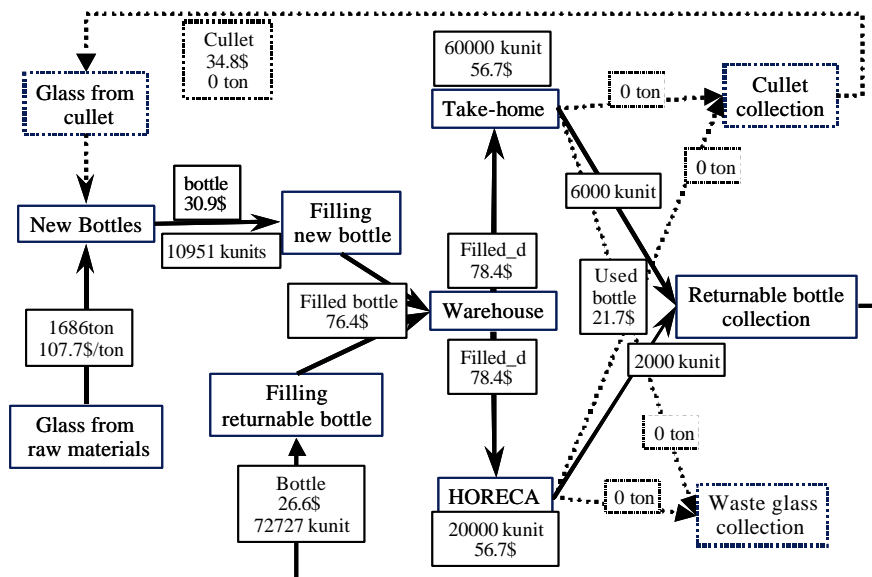 Cullet
34.8$
0 ton
60000 kunit
56.7$
Take-home
Glass from
cullet
0 ton
Cullet
collection
0 ton
bottle
30.9$
6000 kunit
New Bottles
10951 kunits
Filling
new bottle
Filled_d
78.4$
Used
bottle
21.7$
Filled bottle
76.4$
Warehouse
Returnable bottle
collection
1686ton
107.7$/ton
Filled_d
78.4$
2000 kunit
Filling
returnable bottle
Glass from
raw materials
0 ton
Bottle
26.6$
72727 kunit
HORECA
20000 kunit
56.7$
0 ton
Waste glass
collection